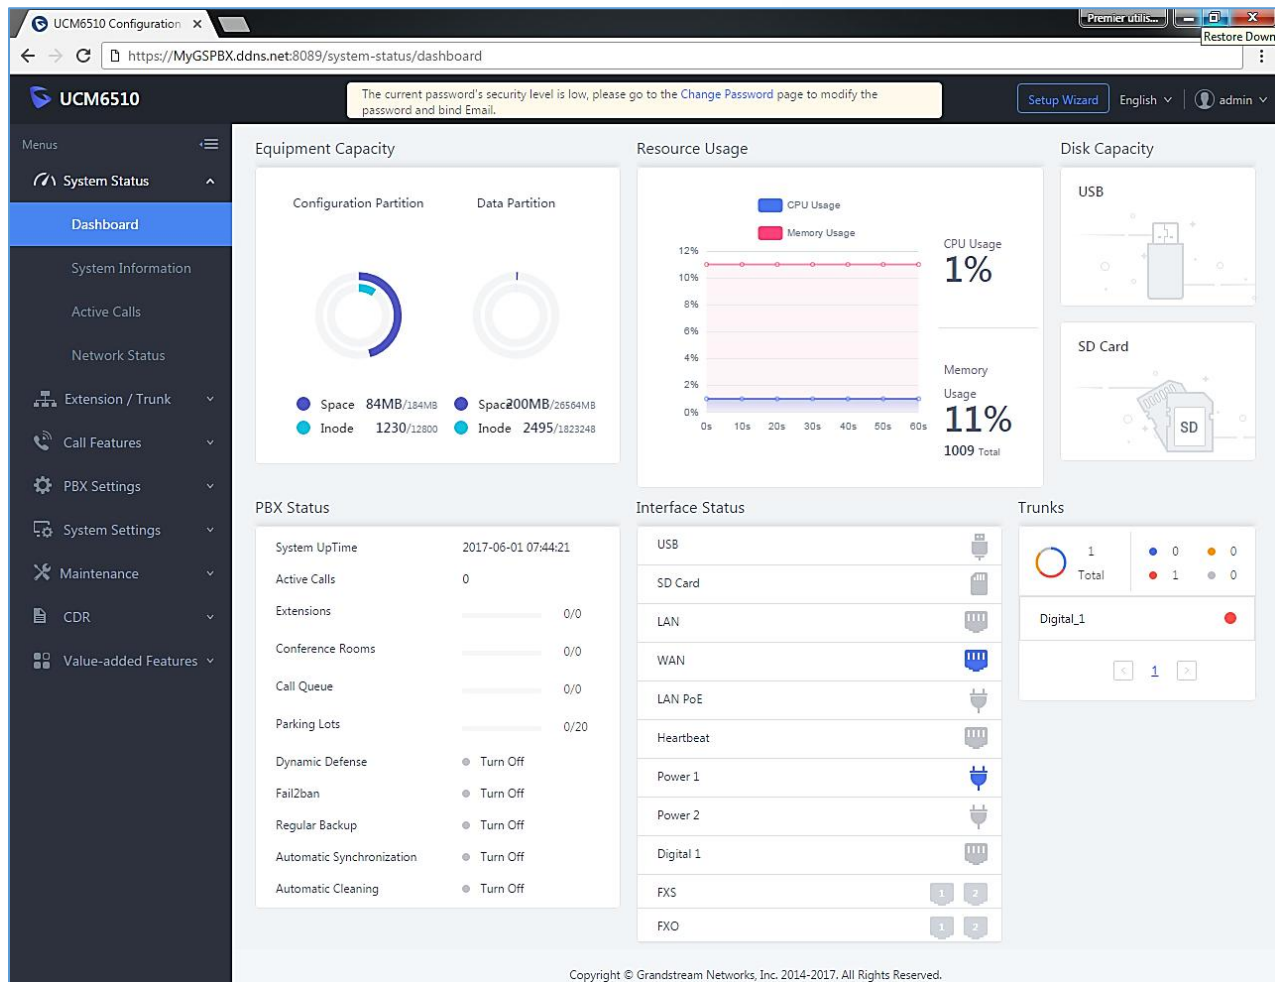 UCM6510 Configuration
Premier utilis...
Restore Down
https://MyGSPBX.ddns.net:8089/system-status/dashboard
UCM6510
The current password's security level is low, please go to the Change Password page to modify the
password and bind Email.
Setup Wizard English admin
Menus
System Status
Dashboard
System Information
Active Calls
Network Status
Extension / Trunk
Call Features
PBX Settings
System Settings
Maintenance
CDR
Value-added Features
Equipment Capacity
Configuration Partition Data Partition
Space 84MB/184MB
Inode 1230/12800
Space 200MB/26564MB
Inode 2495/1823248
Resource Usage
CPU Usage
Memory Usage
12%
10%
8%
6%
4%
2%
0%
0s 10s 20s 30s 40s 50s 60s
CPU Usage
1%
Memory
Usage
11%
1009 Total
Disk Capacity
USB
SD Card
SD
PBX Status
System UpTime 2017-06-01 07:44:21
Active Calls 0
Extensions 0/0
Conference Rooms 0/0
Call Queue 0/0
Parking Lots 0/20
Dynamic Defense Turn Off
Fail2ban Turn Off
Regular Backup Turn Off
Automatic Synchronization Turn Off
Automatic Cleaning Turn Off
Interface Status
USB
SD Card
LAN
WAN
LAN PoE
Heartbeat
Power 1
Power 2
Digital 1
FXS 1 2
FXO 1 2
Trunks
1
Total
0 0
1 0
Digital_1
< 1 >
Copyright © Grandstream Networks, Inc. 2014-2017. All Rights Reserved.